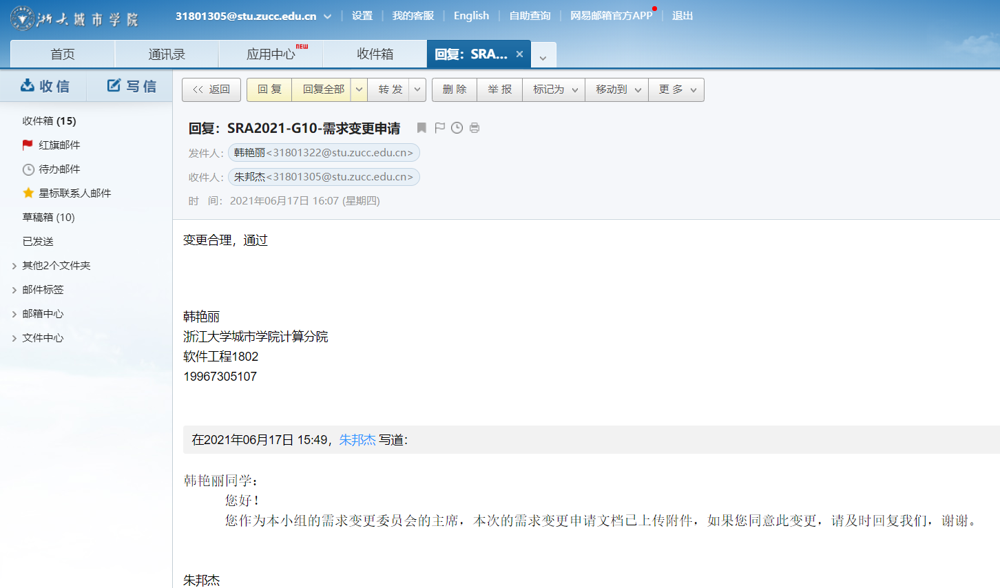 浙大城市学院
31801305@stu.zucc.edu.cn 设置 我的客服 English 自助查询 网易邮箱官方APP 退出
首页 通讯录 应用中心 NEW 收件箱 回复：SRA...
收信 写信
<< 返回 回复 回复全部 转发 删除 举报 标记为 移动到 更多
收件箱 (15)
红旗邮件
待办邮件
星标联系人邮件
草稿箱 (10)
已发送
其他2个文件夹
邮件标签
邮箱中心
文件中心
回复：SRA2021-G10-需求变更申请
发件人：韩艳丽<31801322@stu.zucc.edu.cn>
收件人：朱邦杰<31801305@stu.zucc.edu.cn>
时 间：2021年06月17日 16:07 (星期四)
变更合理，通过
韩艳丽
浙江大学城市学院计算分院
软件工程1802
19967305107
在2021年06月17日 15:49，朱邦杰 写道：
韩艳丽同学：
您好！
您作为本小组的需求变更委员会的主席，本次的需求变更申请文档已上传附件，如果您同意此变更，请及时回复我们，谢谢。
朱邦杰